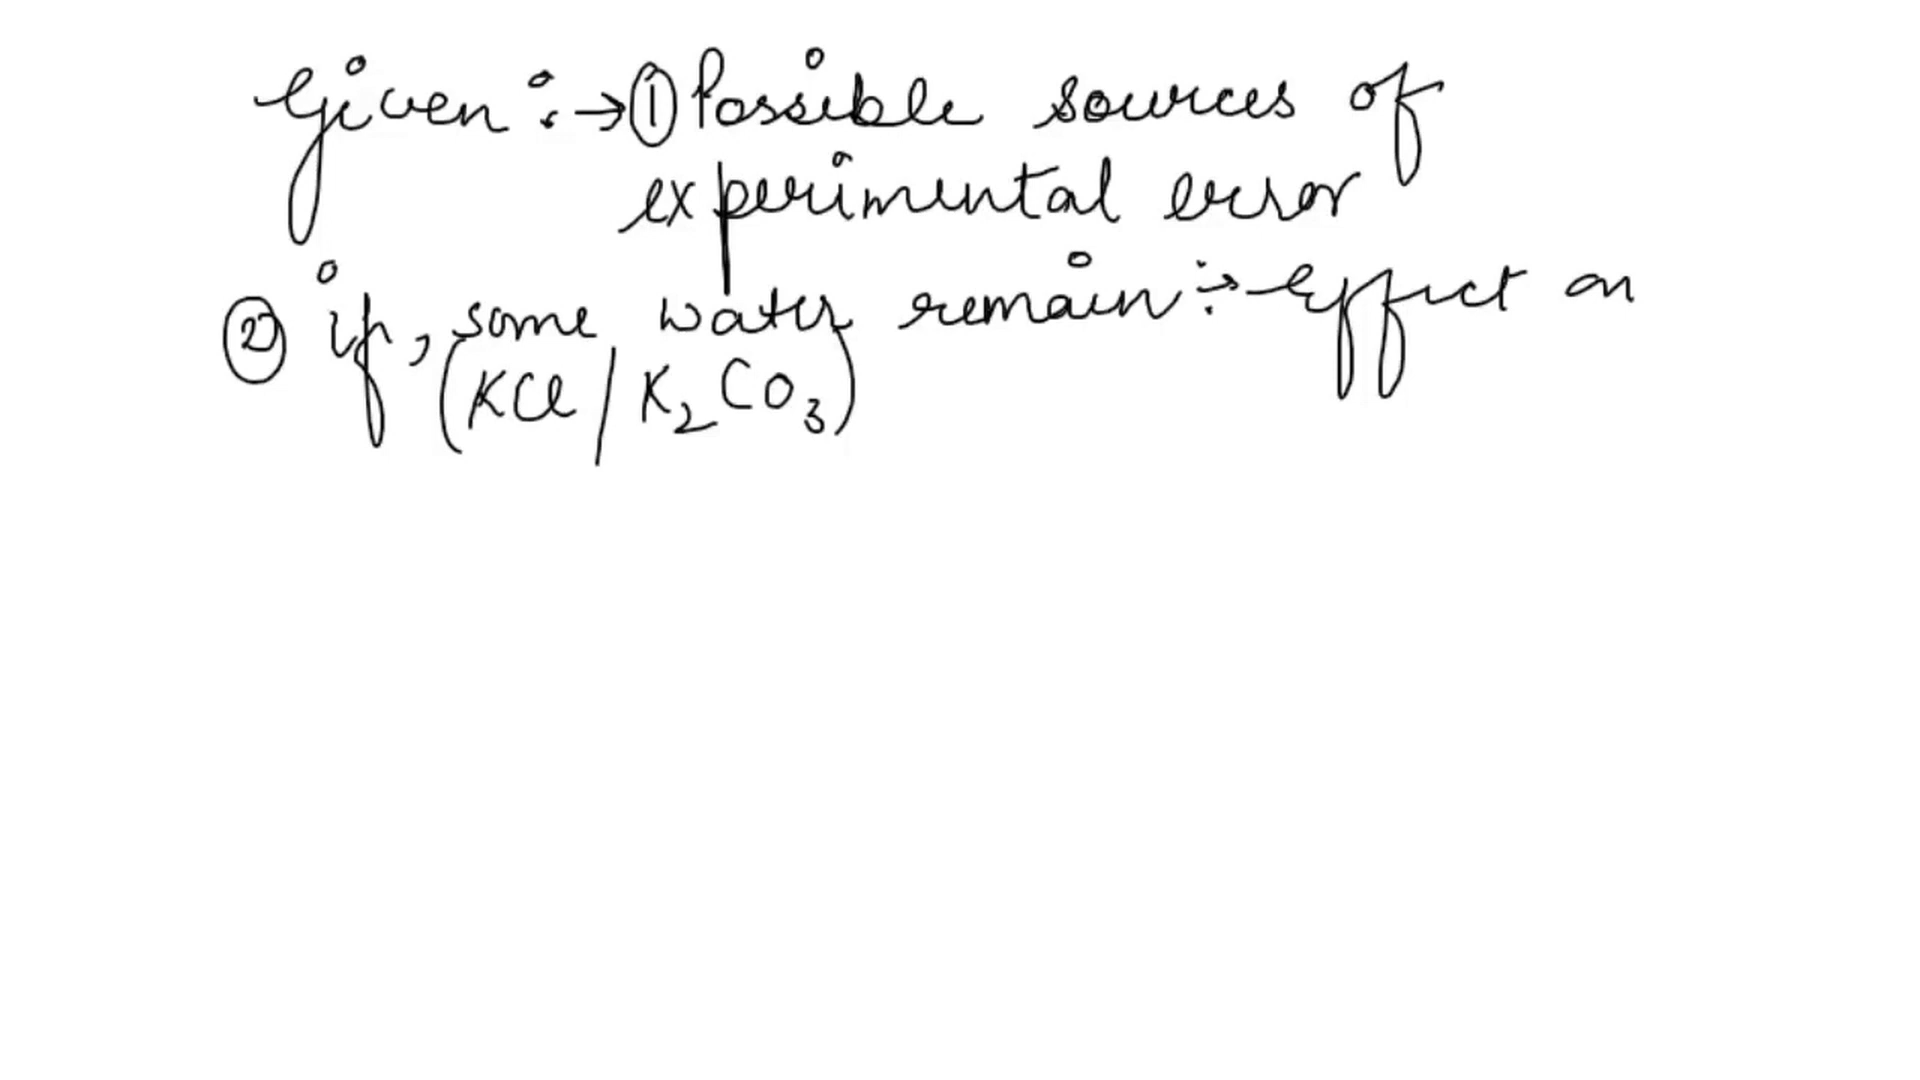 Given :→ ① Possible sources of
experimental error
② if, some water remain :→ Effect on
(KCl / K₂CO₃)